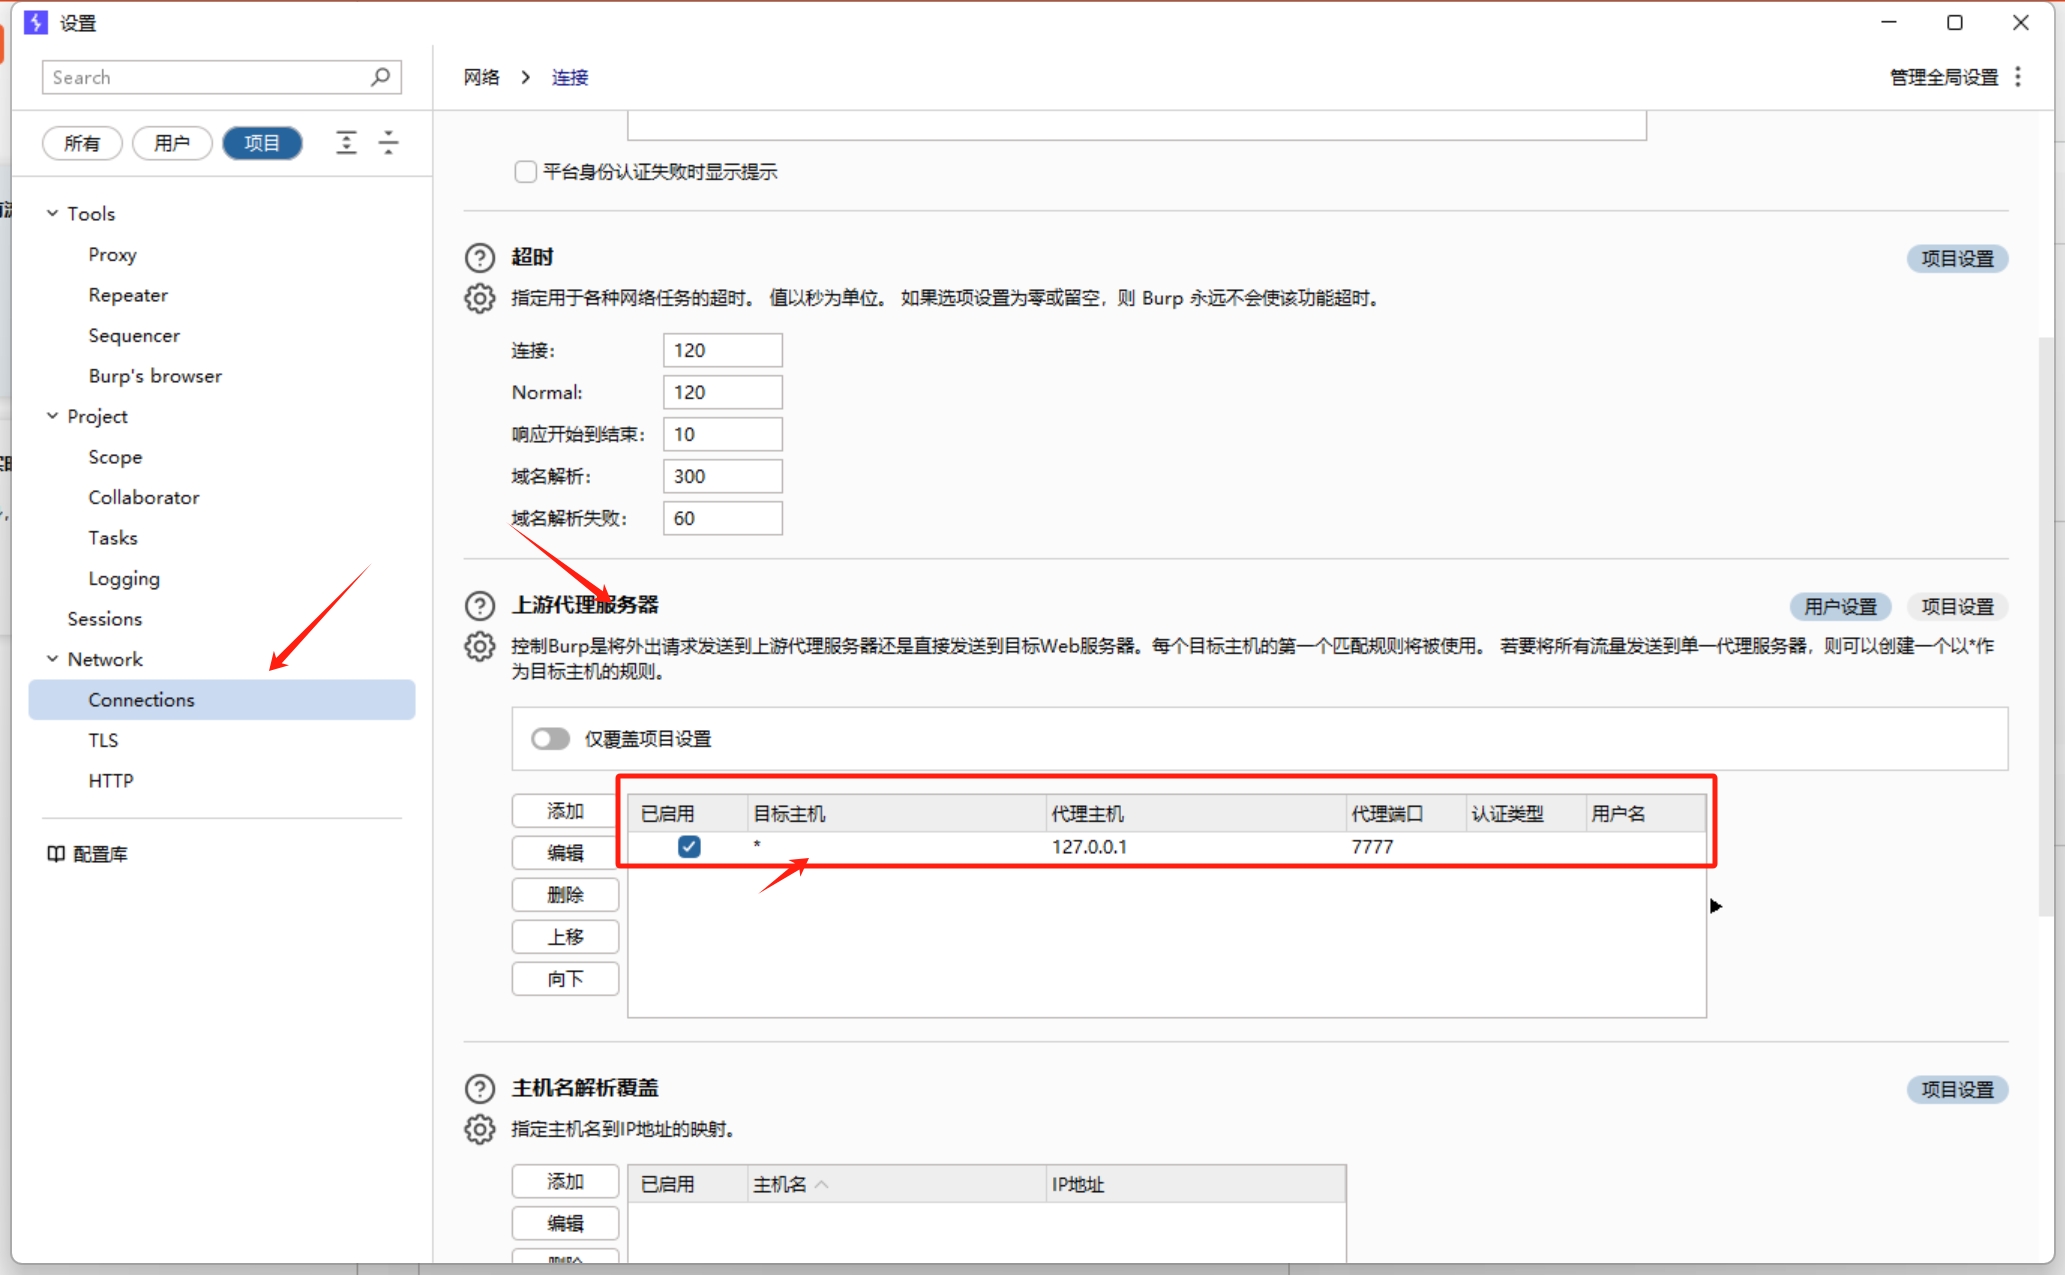 设置
Search
网络 > 连接
管理全局设置
所有
用户
项目
平台身份认证失败时显示提示
Tools
Proxy
Repeater
Sequencer
Burp's browser
Project
Scope
Collaborator
Tasks
Logging
Sessions
Network
Connections
TLS
HTTP
配置库
超时
项目设置
指定用于各种网络任务的超时。 值以秒为单位。 如果选项设置为零或留空，则 Burp 永远不会使该功能超时。
连接: 120
Normal: 120
响应开始到结束: 10
域名解析: 300
域名解析失败: 60
上游代理服务器
用户设置
项目设置
控制Burp是将外出请求发送到上游代理服务器还是直接发送到目标Web服务器。每个目标主机的第一个匹配规则将被使用。 若要将所有流量发送到单一代理服务器，则可以创建一个以*作
为目标主机的规则。
仅覆盖项目设置
添加
编辑
删除
上移
向下
已启用 目标主机 代理主机 代理端口 认证类型 用户名
* 127.0.0.1 7777
主机名解析覆盖
项目设置
指定主机名到IP地址的映射。
添加
编辑
删除
已启用 主机名 IP地址